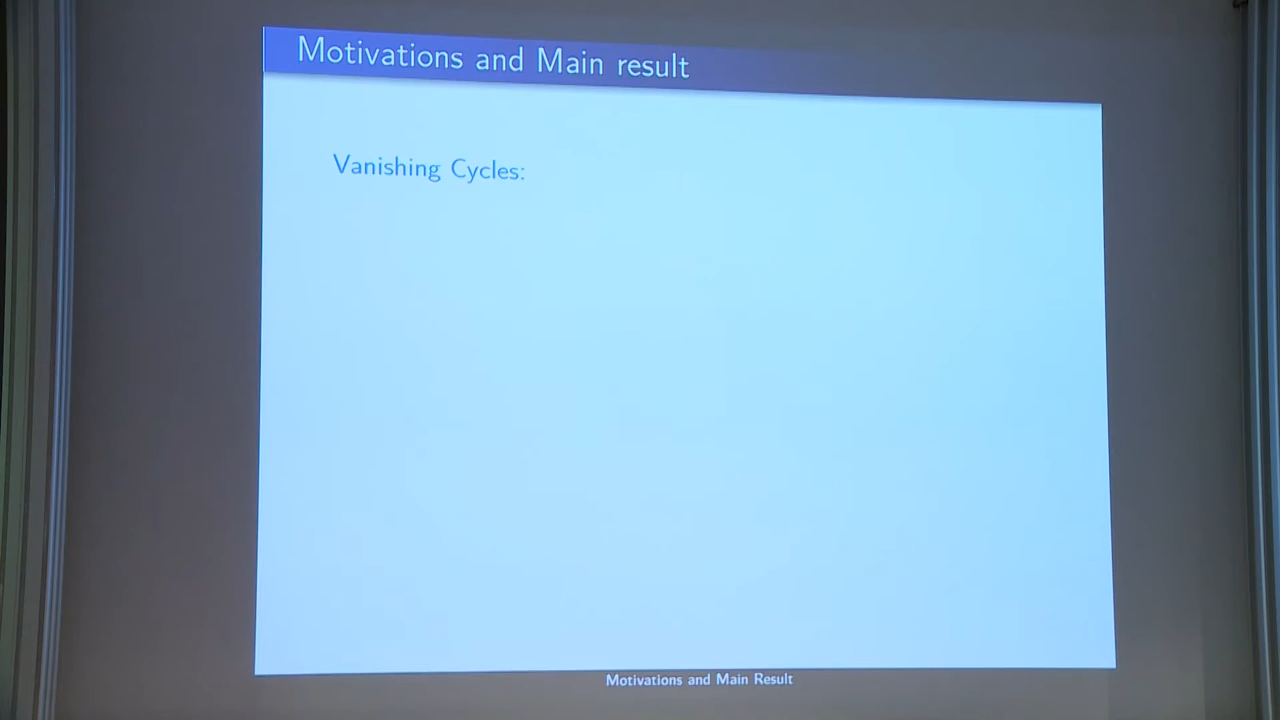 Motivations and Main result
Vanishing Cycles:
Motivations and Main Result